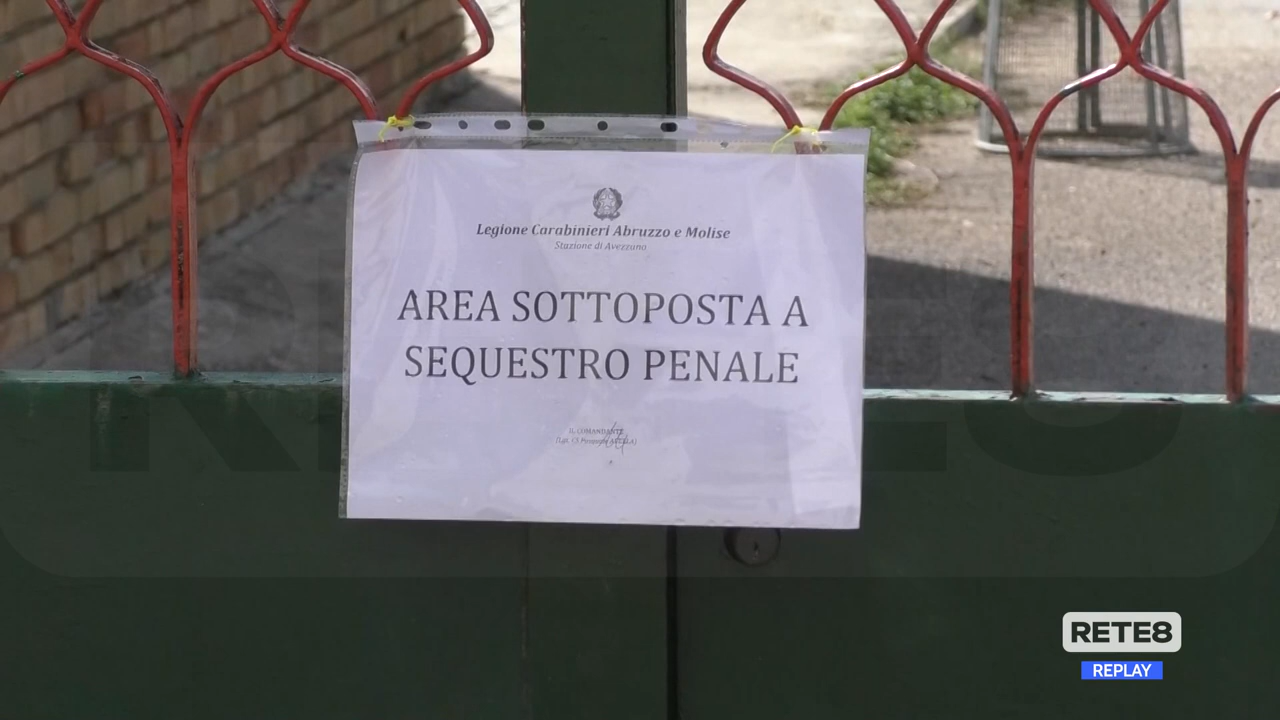 Legione Carabinieri Abruzzo e Molise
Stazione di Avezzano
AREA SOTTOPOSTA A
SEQUESTRO PENALE
IL COMANDANTE
RETE8
REPLAY